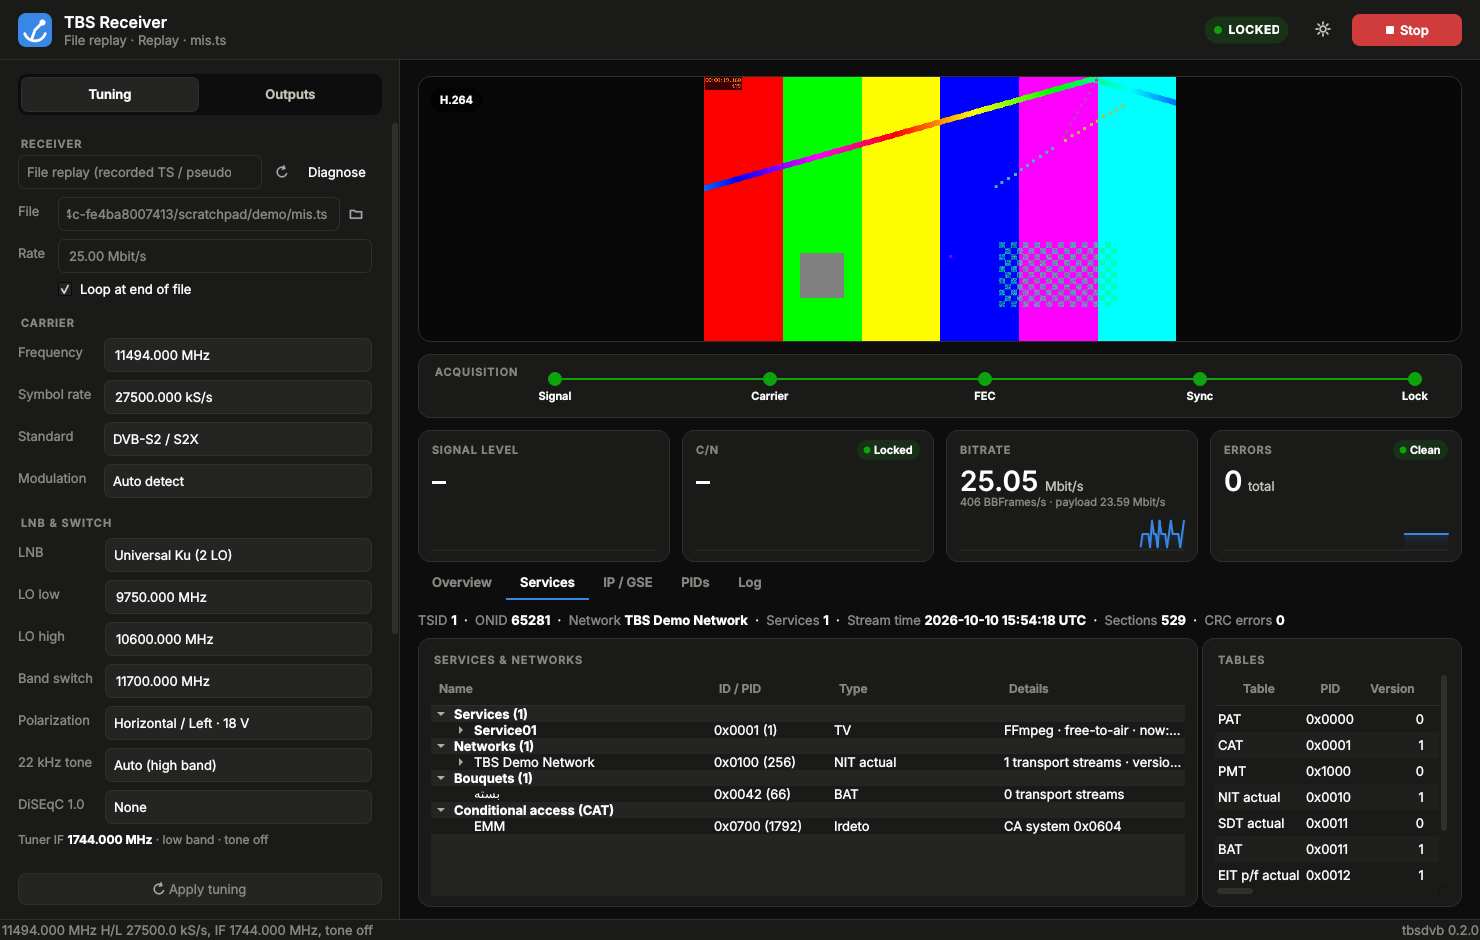 TBS Receiver
File replay · Replay · mis.ts
LOCKED
Stop
Tuning
Outputs
RECEIVER
File replay (recorded TS / pseudo
Diagnose
File
c-fe4ba8007413/scratchpad/demo/mis.ts
Rate
25.00 Mbit/s
Loop at end of file
CARRIER
Frequency
11494.000 MHz
Symbol rate
27500.000 kS/s
Standard
DVB-S2 / S2X
Modulation
Auto detect
LNB & SWITCH
LNB
Universal Ku (2 LO)
LO low
9750.000 MHz
LO high
10600.000 MHz
Band switch
11700.000 MHz
Polarization
Horizontal / Left · 18 V
22 kHz tone
Auto (high band)
DiSEqC 1.0
None
Tuner IF 1744.000 MHz · low band · tone off
Apply tuning
H.264
00:00:19.160
479
ACQUISITION
Signal
Carrier
FEC
Sync
Lock
SIGNAL LEVEL
–
C/N
Locked
–
BITRATE
25.05 Mbit/s
406 BBFrames/s · payload 23.59 Mbit/s
ERRORS
Clean
0 total
Overview
Services
IP / GSE
PIDs
Log
TSID 1 · ONID 65281 · Network TBS Demo Network · Services 1 · Stream time 2026-10-10 15:54:18 UTC · Sections 529 · CRC errors 0
SERVICES & NETWORKS
Name ID / PID Type Details
Services (1)
Service01 0x0001 (1) TV FFmpeg · free-to-air · now:...
Networks (1)
TBS Demo Network 0x0100 (256) NIT actual 1 transport streams · versio...
Bouquets (1)
بسته 0x0042 (66) BAT 0 transport streams
Conditional access (CAT)
EMM 0x0700 (1792) Irdeto CA system 0x0604
TABLES
Table PID Version
PAT 0x0000 0
CAT 0x0001 1
PMT 0x1000 0
NIT actual 0x0010 1
SDT actual 0x0011 0
BAT 0x0011 1
EIT p/f actual 0x0012 1
11494.000 MHz H/L 27500.0 kS/s, IF 1744.000 MHz, tone off
tbsdvb 0.2.0